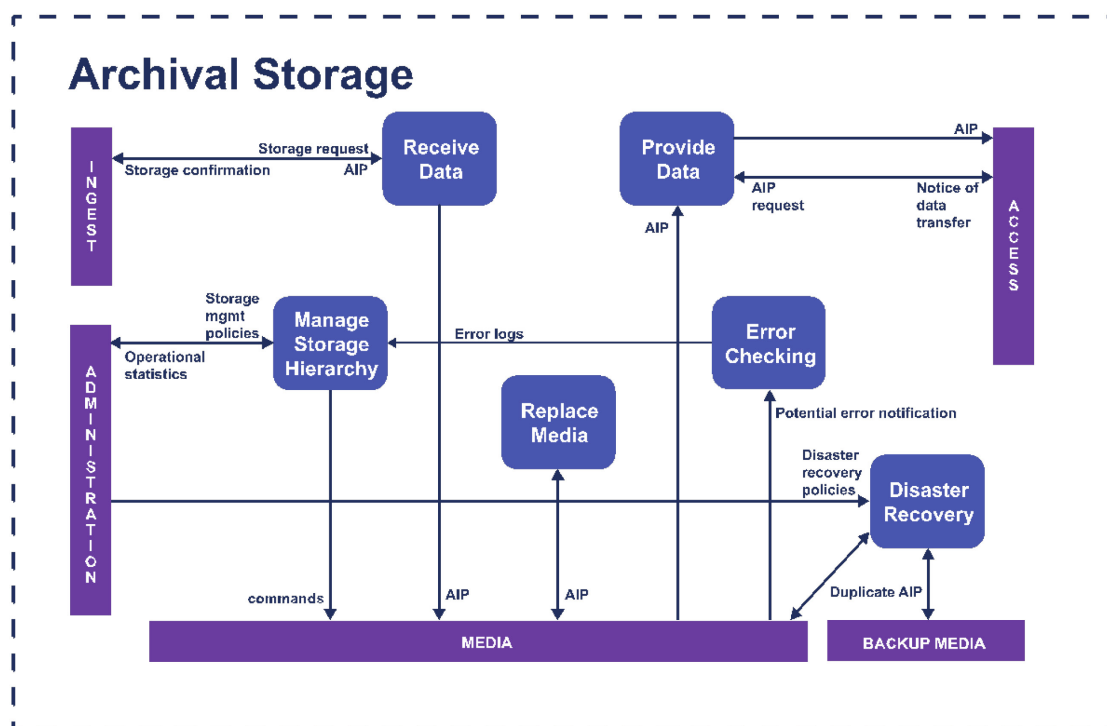 Archival Storage
INGEST
Storage request
Storage confirmation
AIP
Receive
Data
Provide
Data
AIP
AIP
request
Notice of
data
transfer
ACCESS
AIP
Storage
mgmt
policies
Operational
statistics
ADMINISTRATION
Manage
Storage
Hierarchy
Error logs
Error
Checking
Replace
Media
Potential error notification
Disaster
recovery
policies
Disaster
Recovery
commands
AIP
AIP
Duplicate AIP
MEDIA
BACKUP MEDIA